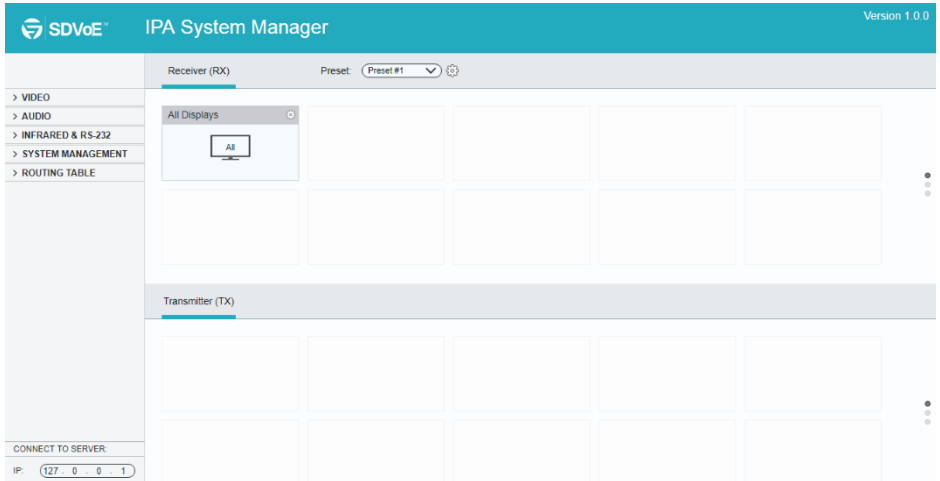 SDVoE™ IPA System Manager Version 1.0.0
Receiver (RX) Preset: Preset #1
> VIDEO
> AUDIO
> INFRARED & RS-232
> SYSTEM MANAGEMENT
> ROUTING TABLE
All Displays
All
Transmitter (TX)
CONNECT TO SERVER:
IP: 127 . 0 . 0 . 1